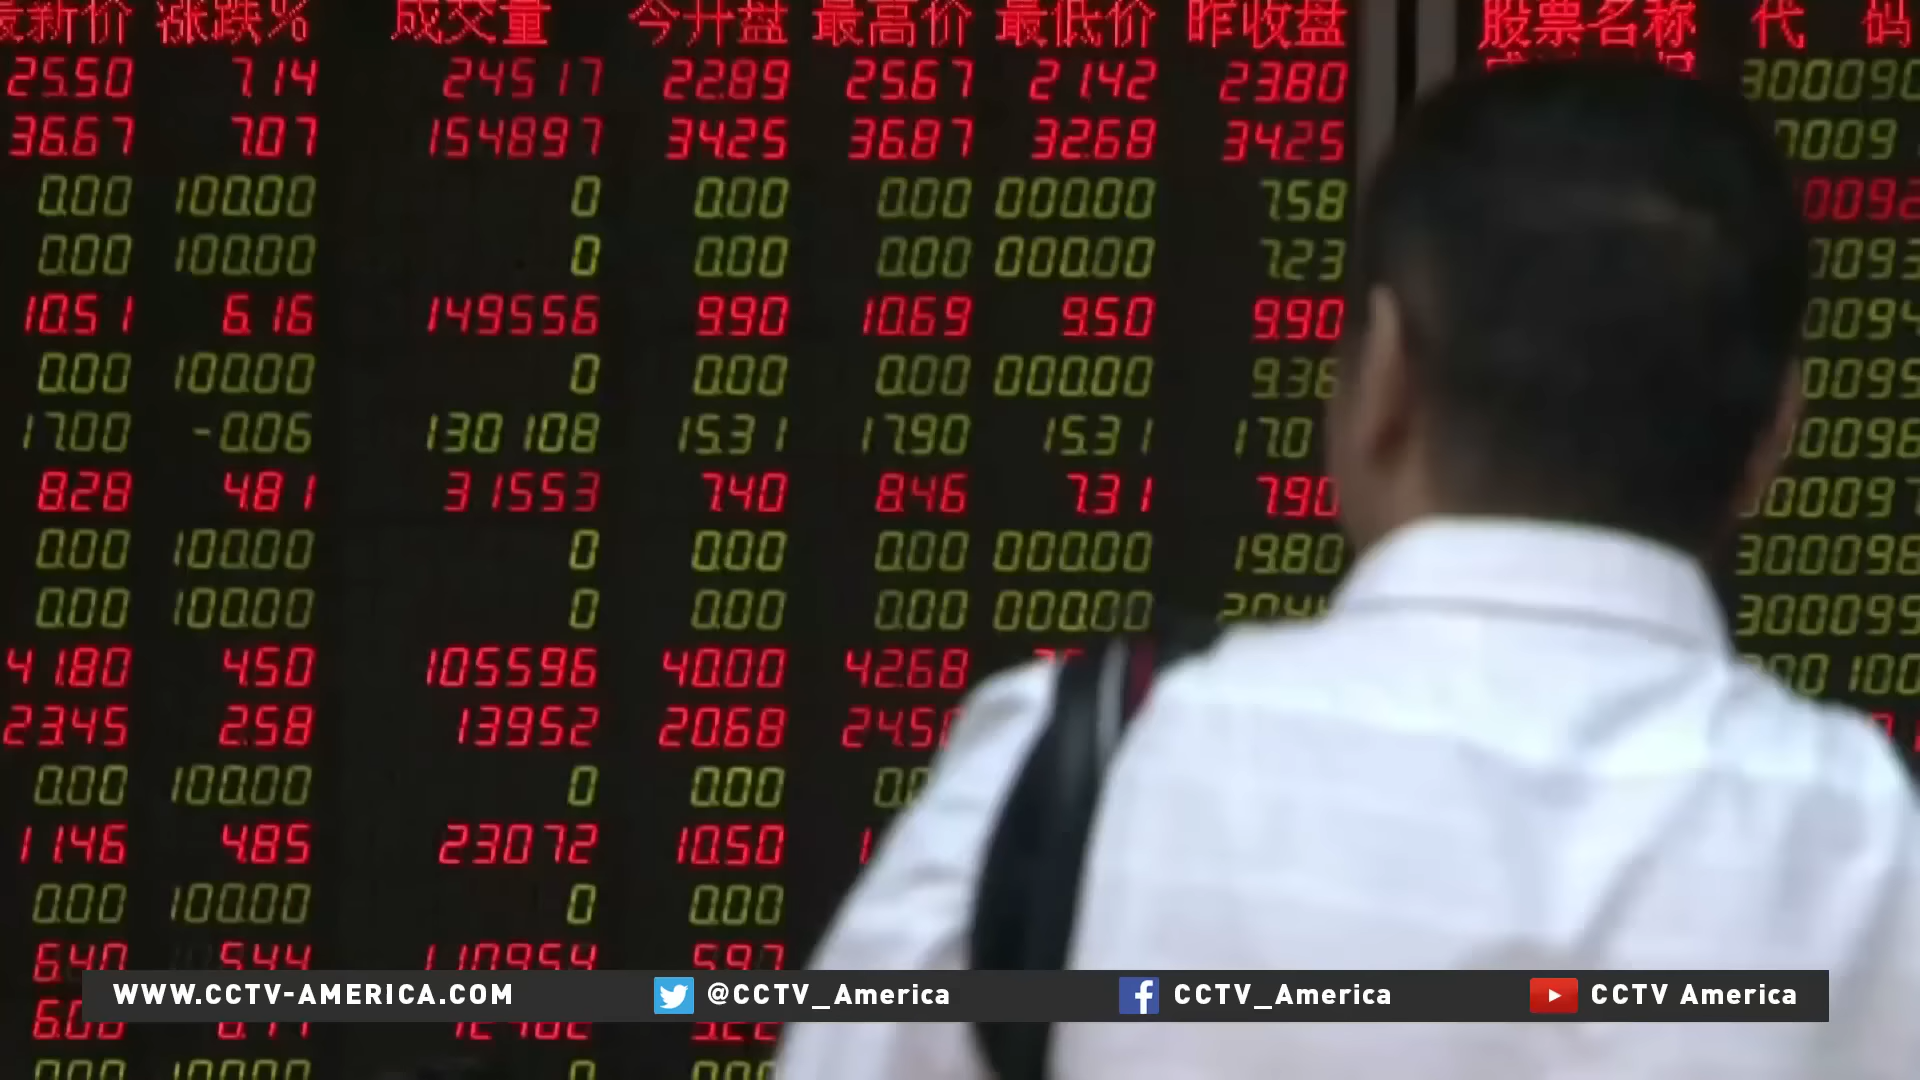 最新价 涨跌% 成交量 今开盘 最高价 最低价 昨收盘 股票名称 代 码
25.50 7.14 24517 22.89 25.67 21.42 23.80
36.67 7.07 154897 34.25 36.87 32.68 34.25
0.00 100.00 0 0.00 0.00 000.00 7.58
0.00 100.00 0 0.00 0.00 000.00 7.23
10.51 6.16 149556 9.90 10.69 9.50 9.90
0.00 100.00 0 0.00 0.00 000.00 9.36
17.00 -0.06 130108 15.31 17.90 15.31
8.28 4.81 31553 7.40 8.46 7.31 7.90
0.00 100.00 0 0.00 0.00 000.00 19.80
0.00 100.00 0 0.00 0.00 000.00
41.80 4.50 105596 40.00 42.68
23.45 2.58 13952 20.68
0.00 100.00 0 0.00
11.46 4.85 23072 10.50
0.00 100.00 0 0.00
6.40 5.44 110954 5.97
WWW.CCTV-AMERICA.COM @CCTV_America CCTV_America CCTV America